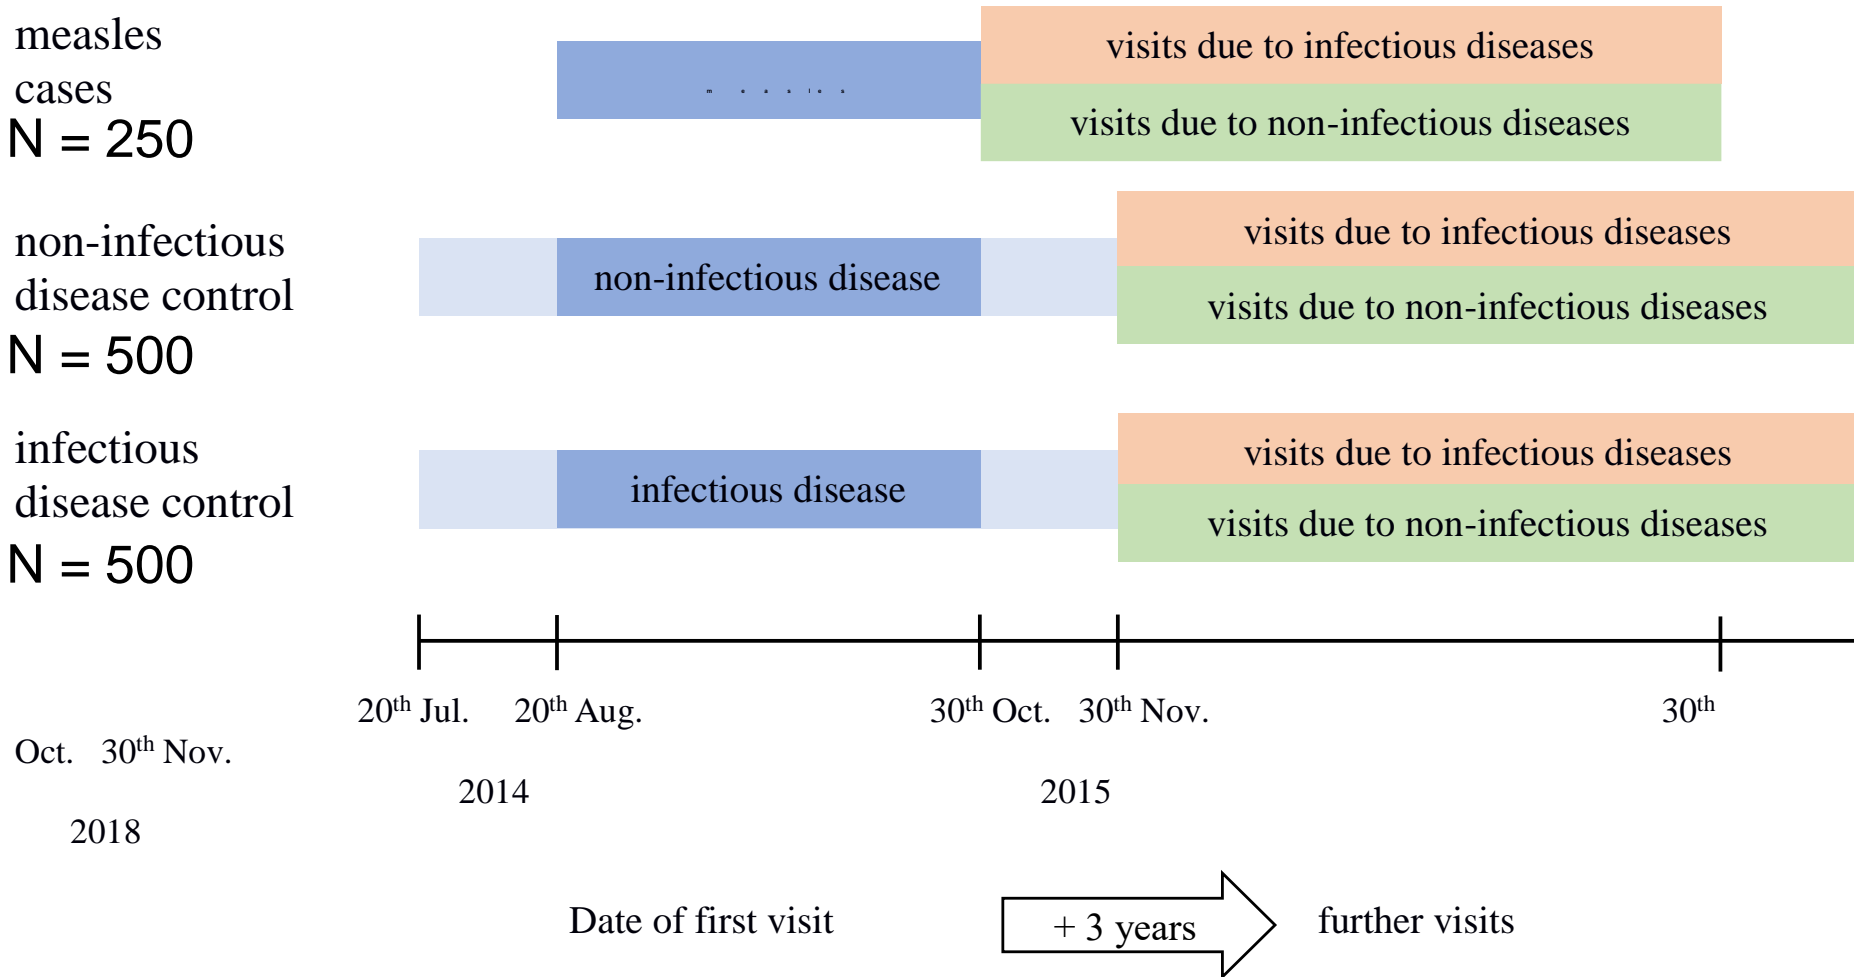 measles
cases
N = 250
measles
visits due to infectious diseases
visits due to non-infectious diseases
non-infectious
disease control
N = 500
non-infectious disease
visits due to infectious diseases
visits due to non-infectious diseases
infectious
disease control
N = 500
infectious disease
visits due to infectious diseases
visits due to non-infectious diseases
20th Jul. 20th Aug. 30th Oct. 30th Nov. 30th
Oct. 30th Nov.
2014 2015
2018
Date of first visit + 3 years further visits